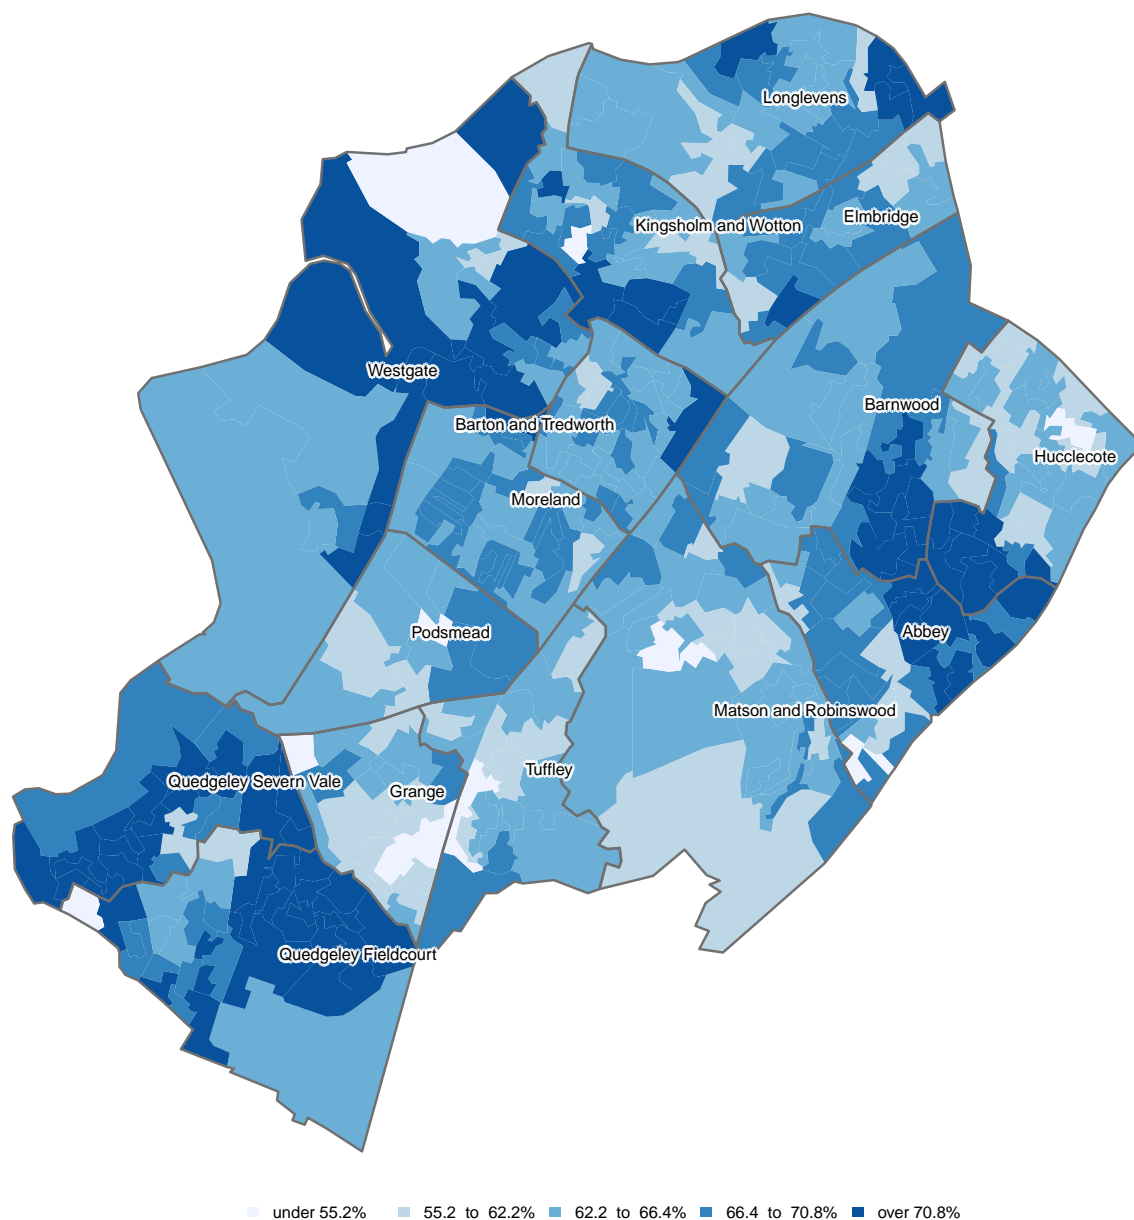 Longlevens
Elmbridge
Kingsholm and Wotton
Westgate
Barnwood
Barton and Tredworth
Hucclecote
Moreland
Podsmead
Abbey
Matson and Robinswood
Tuffley
Quedgeley Severn Vale
Grange
Quedgeley Fieldcourt
under 55.2% 55.2 to 62.2% 62.2 to 66.4% 66.4 to 70.8% over 70.8%